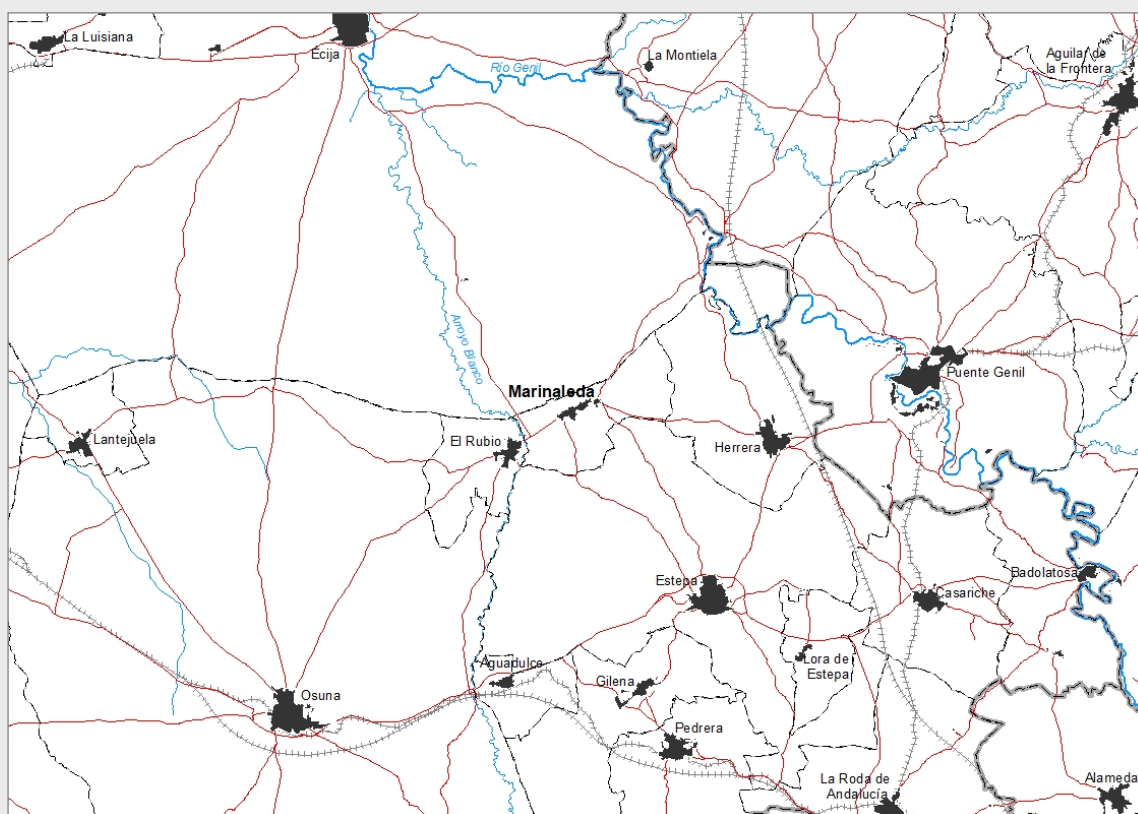 La Luisiana
Écija
Río Genil
La Montiela
Aguilar de
la Frontera
Arroyo Blanco
Marinaleda
Puente Genil
Lantejuela
El Rubio
Herrera
Estepa
Badolatosa
Casariche
Aguadulce
Gilena
Lora de
Estepa
Osuna
Pedrera
La Roda de
Andalucía
Alameda